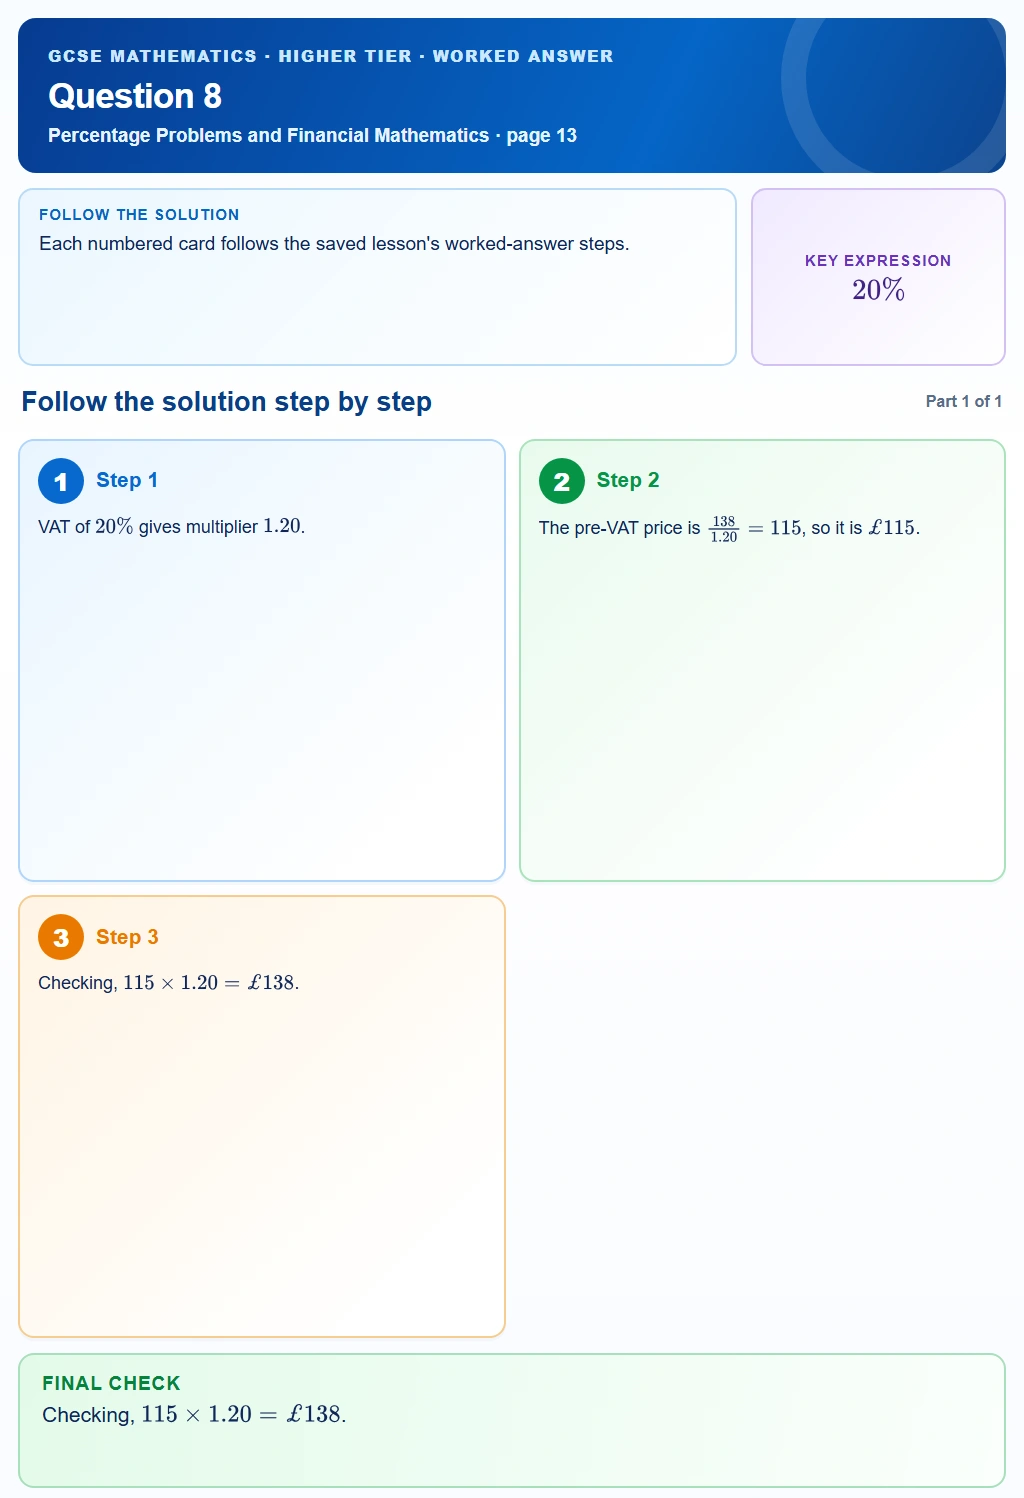 GCSE MATHEMATICS · HIGHER TIER · WORKED ANSWER
Question 8
Percentage Problems and Financial Mathematics · page 13
FOLLOW THE SOLUTION
Each numbered card follows the saved lesson's worked-answer steps.
KEY EXPRESSION
20%
Follow the solution step by step
Part 1 of 1
1 Step 1
VAT of 20% gives multiplier 1.20.
2 Step 2
The pre-VAT price is 138/1.20 = 115, so it is £115.
3 Step 3
Checking, 115 × 1.20 = £138.
FINAL CHECK
Checking, 115 × 1.20 = £138.